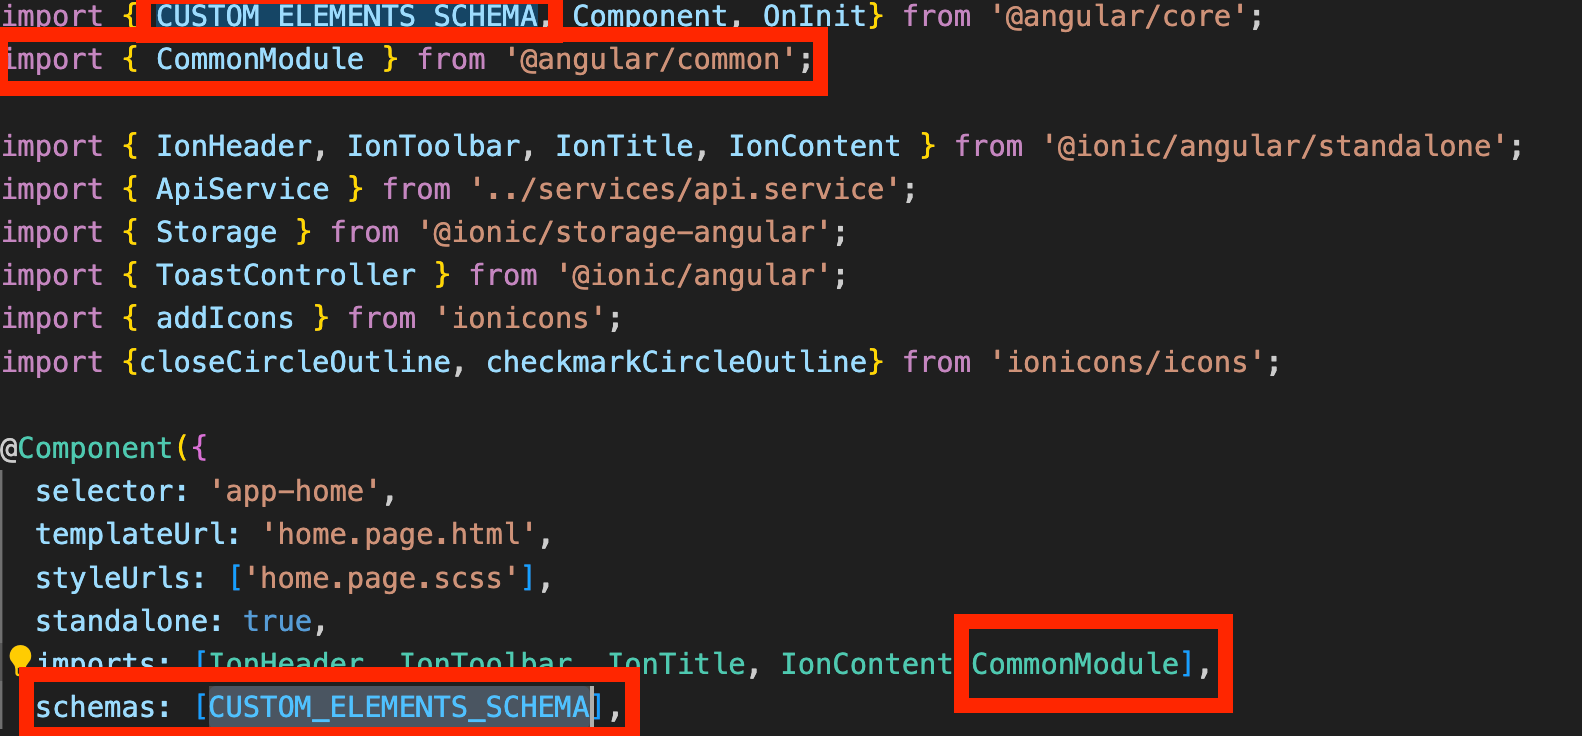 import { CUSTOM_ELEMENTS_SCHEMA, Component, OnInit} from '@angular/core';
import { CommonModule } from '@angular/common';
import { IonHeader, IonToolbar, IonTitle, IonContent } from '@ionic/angular/standalone';
import { ApiService } from '../services/api.service';
import { Storage } from '@ionic/storage-angular';
import { ToastController } from '@ionic/angular';
import { addIcons } from 'ionicons';
import {closeCircleOutline, checkmarkCircleOutline} from 'ionicons/icons';
@Component({
selector: 'app-home',
templateUrl: 'home.page.html',
styleUrls: ['home.page.scss'],
standalone: true,
imports: [IonHeader, IonToolbar, IonTitle, IonContent CommonModule],
schemas: [CUSTOM_ELEMENTS_SCHEMA],